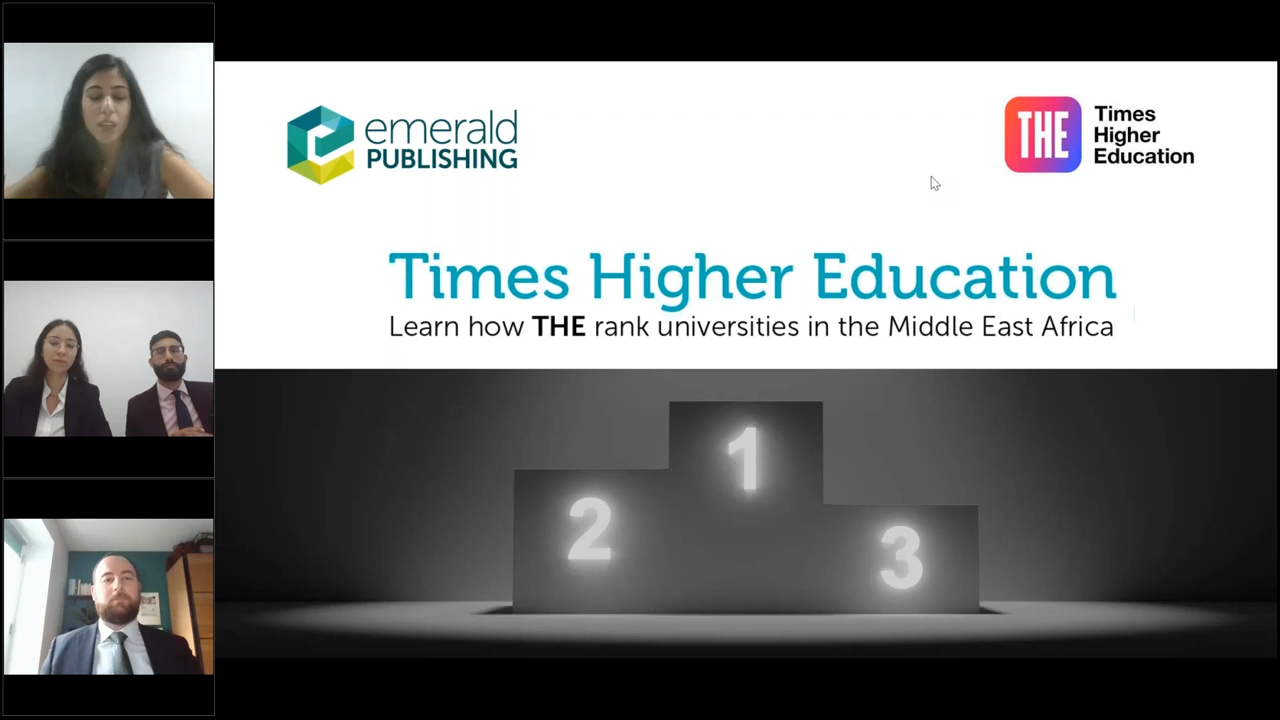 emerald
PUBLISHING
THE
Times
Higher
Education
Times Higher Education
Learn how THE rank universities in the Middle East Africa
1
2
3